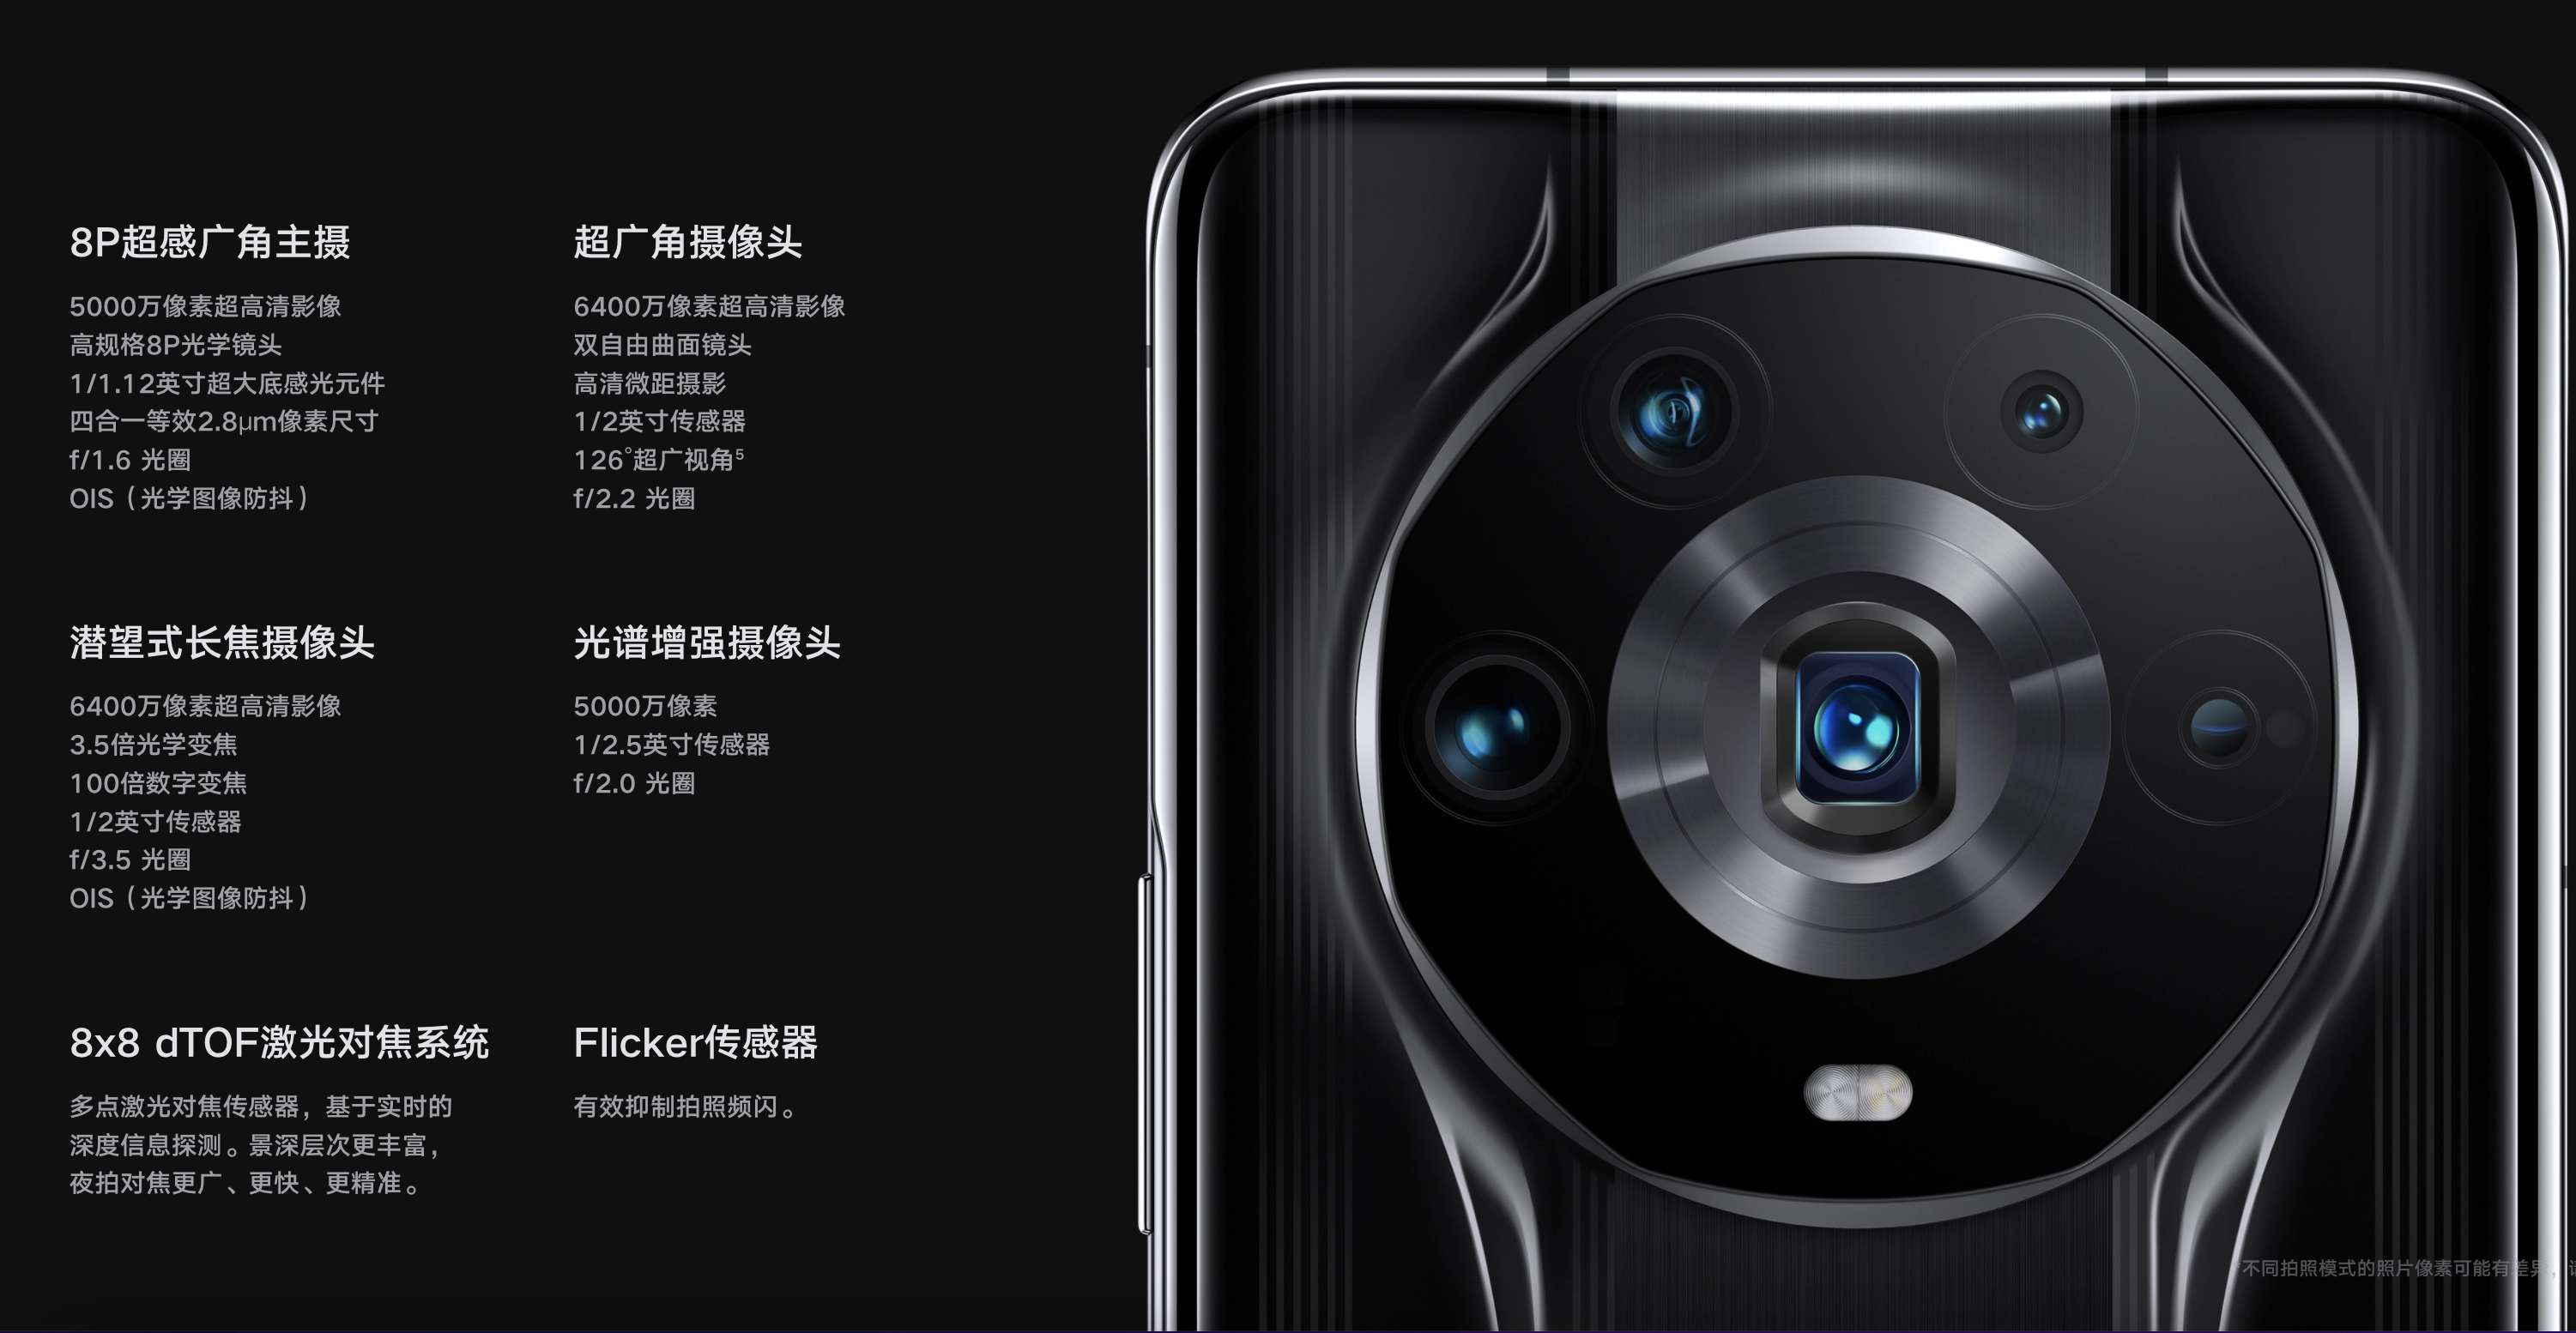 8P超感广角主摄
5000万像素超高清影像
高规格8P光学镜头
1/1.12英寸超大底感光元件
四合一等效2.8μm像素尺寸
f/1.6 光圈
OIS（光学图像防抖）
超广角摄像头
6400万像素超高清影像
双自由曲面镜头
高清微距摄影
1/2英寸传感器
126°超广视角⁵
f/2.2 光圈
潜望式长焦摄像头
6400万像素超高清影像
3.5倍光学变焦
100倍数字变焦
1/2英寸传感器
f/3.5 光圈
OIS（光学图像防抖）
光谱增强摄像头
5000万像素
1/2.5英寸传感器
f/2.0 光圈
8x8 dTOF激光对焦系统
多点激光对焦传感器，基于实时的
深度信息探测。景深层次更丰富，
夜拍对焦更广、更快、更精准。
Flicker传感器
有效抑制拍照频闪。
不同拍照模式的照片像素可能有差异，